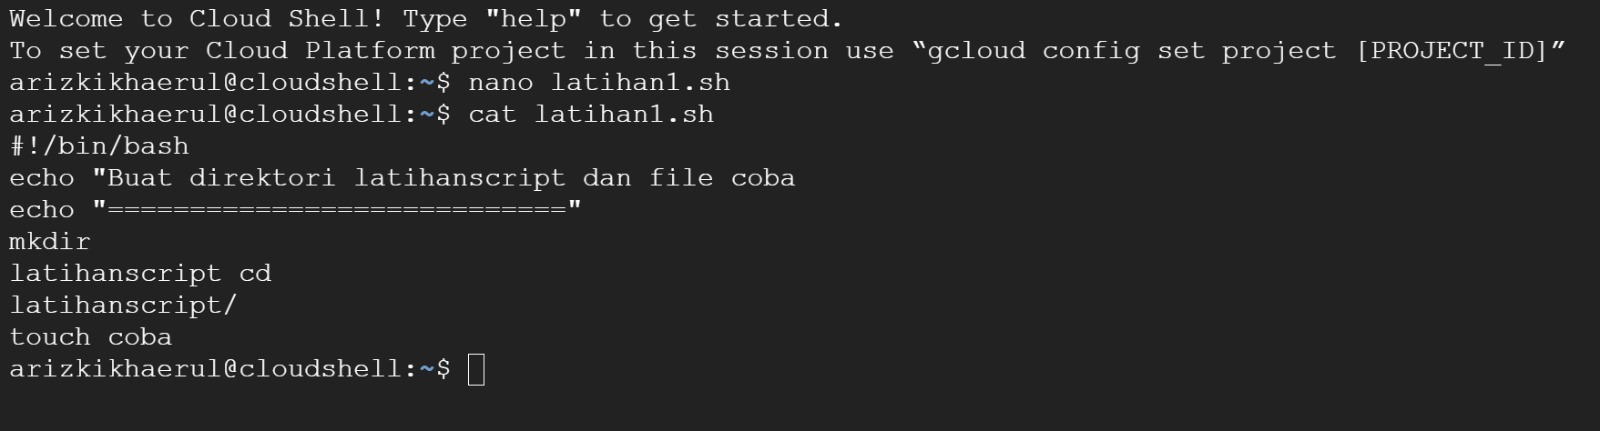 Welcome to Cloud Shell! Type "help" to get started.
To set your Cloud Platform project in this session use “gcloud config set project [PROJECT_ID]”
arizkikhaerul@cloudshell:~$ nano latihan1.sh
arizkikhaerul@cloudshell:~$ cat latihan1.sh
#!/bin/bash
echo "Buat direktori latihanscript dan file coba
echo "============================"
mkdir
latihanscript cd
latihanscript/
touch coba
arizkikhaerul@cloudshell:~$